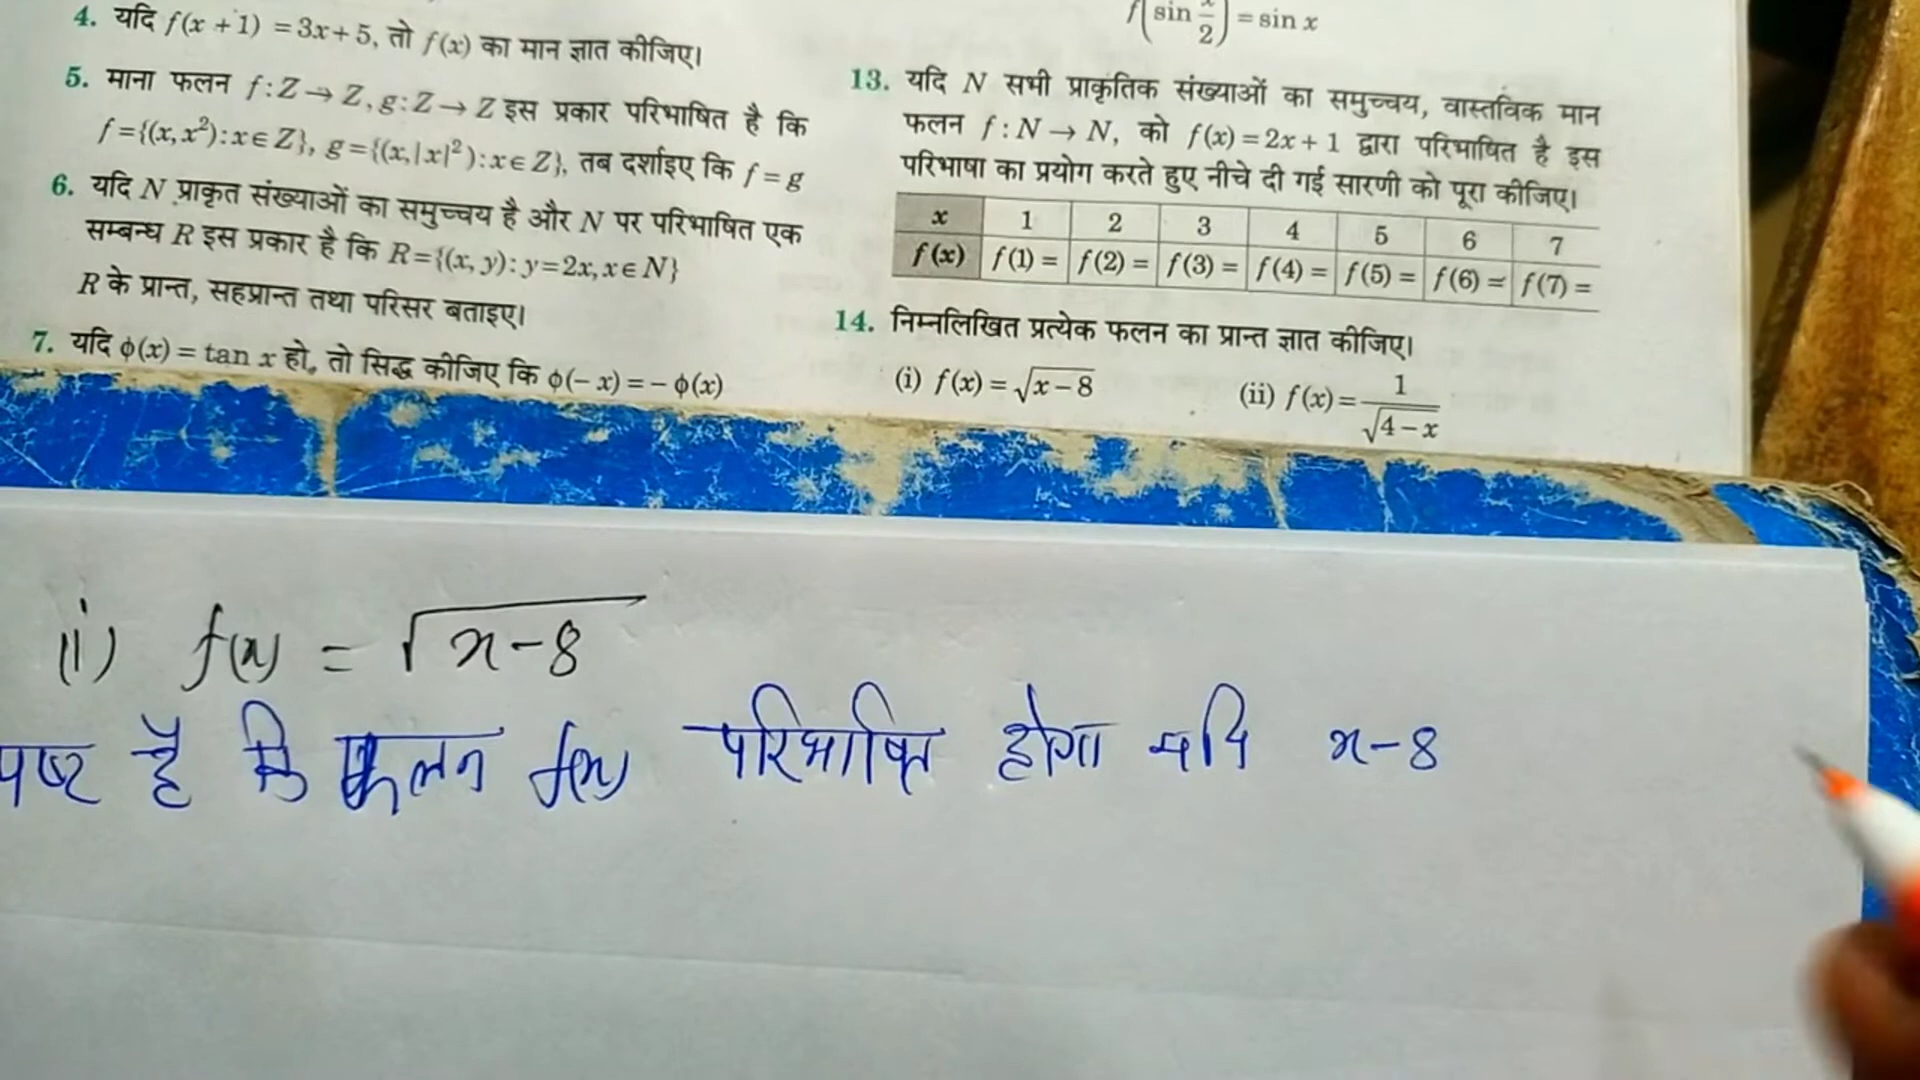 4. यदि f(x + 1) = 3x + 5, तो f(x) का मान ज्ञात कीजिए।
5. माना फलन f : Z → Z, g : Z → Z इस प्रकार परिभाषित है कि
f = {(x, x²) : x ∈ Z}, g = {(x, |x|²) : x ∈ Z}, तब दर्शाइए कि f = g
6. यदि N प्राकृत संख्याओं का समुच्चय है और N पर परिभाषित एक
सम्बन्ध R इस प्रकार है कि R = {(x, y) : y = 2x, x ∈ N}
R के प्रान्त, सहप्रान्त तथा परिसर बताइए।
7. यदि ϕ(x) = tan x हो, तो सिद्ध कीजिए कि ϕ(– x) = – ϕ(x)
f(sin x/2) = sin x
13. यदि N सभी प्राकृतिक संख्याओं का समुच्चय, वास्तविक मान
फलन f : N → N, को f(x) = 2x + 1 द्वारा परिभाषित है इस
परिभाषा का प्रयोग करते हुए नीचे दी गई सारणी को पूरा कीजिए।
x 1 2 3 4 5 6 7
f(x) f(1) = f(2) = f(3) = f(4) = f(5) = f(6) = f(7) =
14. निम्नलिखित प्रत्येक फलन का प्रान्त ज्ञात कीजिए।
(i) f(x) = √(x – 8) (ii) f(x) = 1/√(4 – x)
(i) f(x) = √(x – 8)
है कि फलन f(x) परिभाषित होगा यदि x – 8